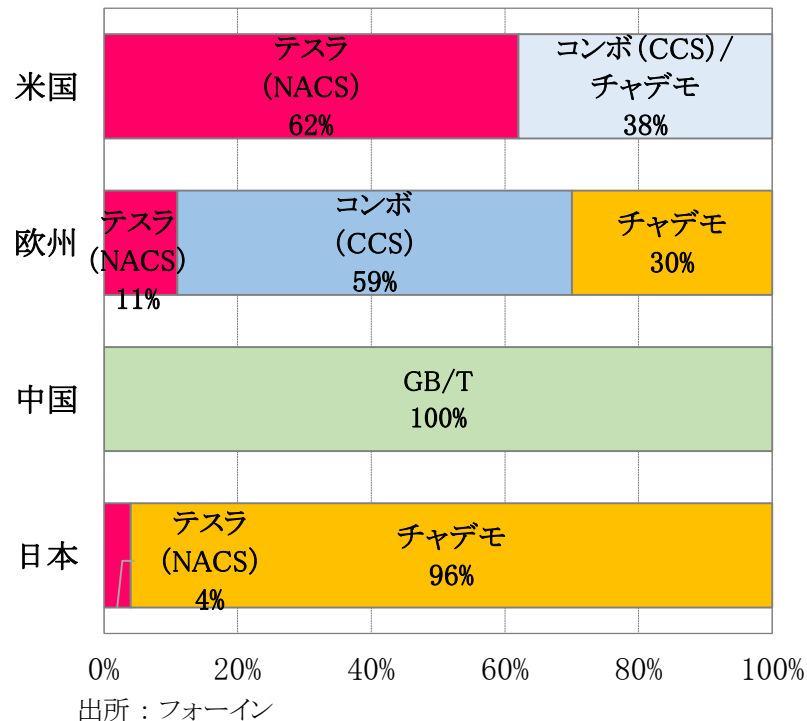 米国
テスラ
(NACS)
62%
コンボ(CCS)/
チャデモ
38%
欧州
テスラ
(NACS)
11%
コンボ
(CCS)
59%
チャデモ
30%
中国
GB/T
100%
日本
テスラ
(NACS)
4%
チャデモ
96%
0% 20% 40% 60% 80% 100%
出所：フォーイン